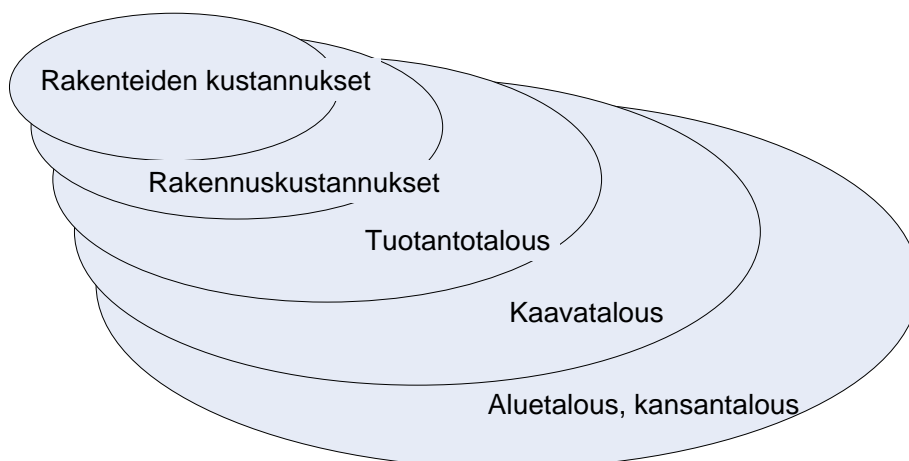 Rakenteiden kustannukset
Rakennuskustannukset
Tuotantotalous
Kaavatalous
Aluetalous, kansantalous